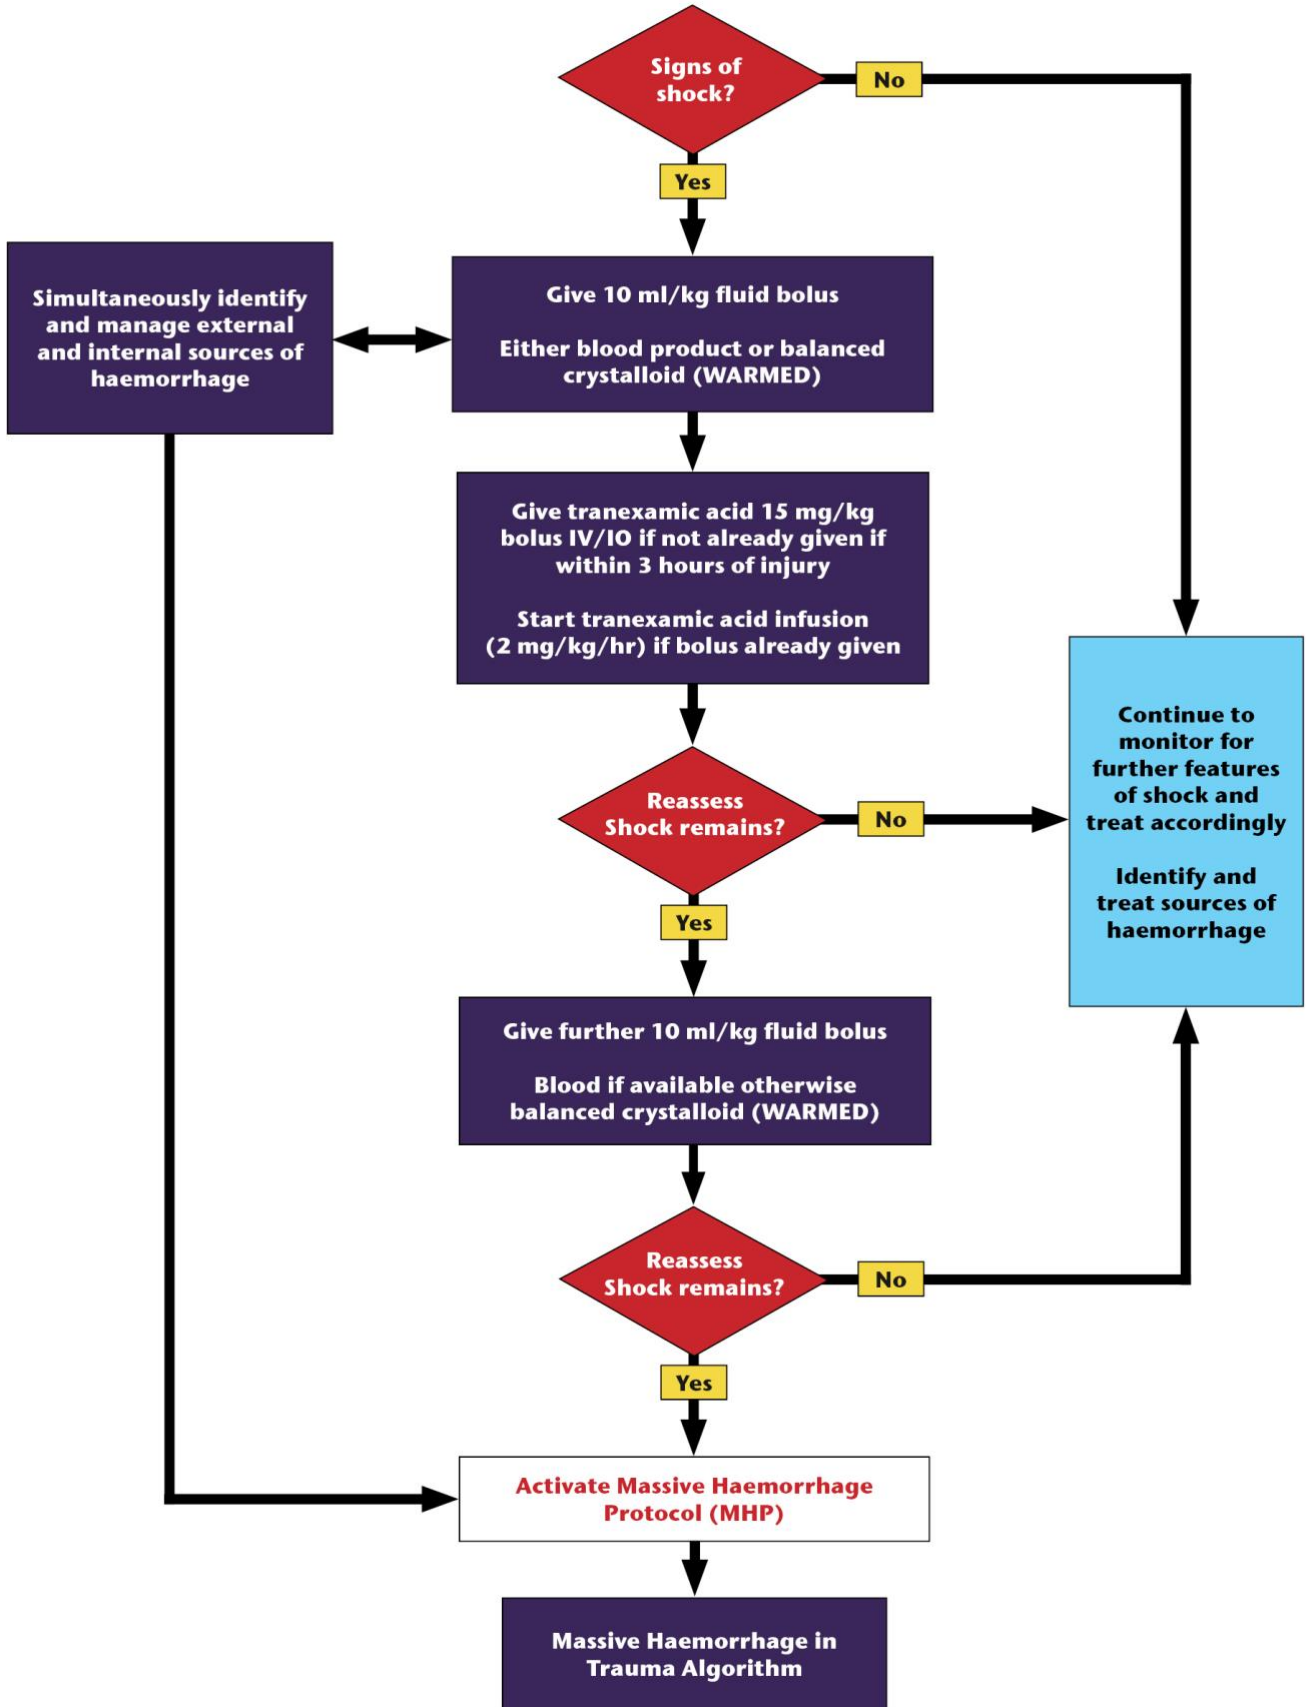 Signs of
shock?
No
Yes
Simultaneously identify
and manage external
and internal sources of
haemorrhage
Give 10 ml/kg fluid bolus
Either blood product or balanced
crystalloid (WARMED)
Give tranexamic acid 15 mg/kg
bolus IV/IO if not already given if
within 3 hours of injury
Start tranexamic acid infusion
(2 mg/kg/hr) if bolus already given
Continue to
monitor for
further features
of shock and
treat accordingly
Identify and
treat sources of
haemorrhage
Reassess
Shock remains?
No
Yes
Give further 10 ml/kg fluid bolus
Blood if available otherwise
balanced crystalloid (WARMED)
Reassess
Shock remains?
No
Yes
Activate Massive Haemorrhage
Protocol (MHP)
Massive Haemorrhage in
Trauma Algorithm